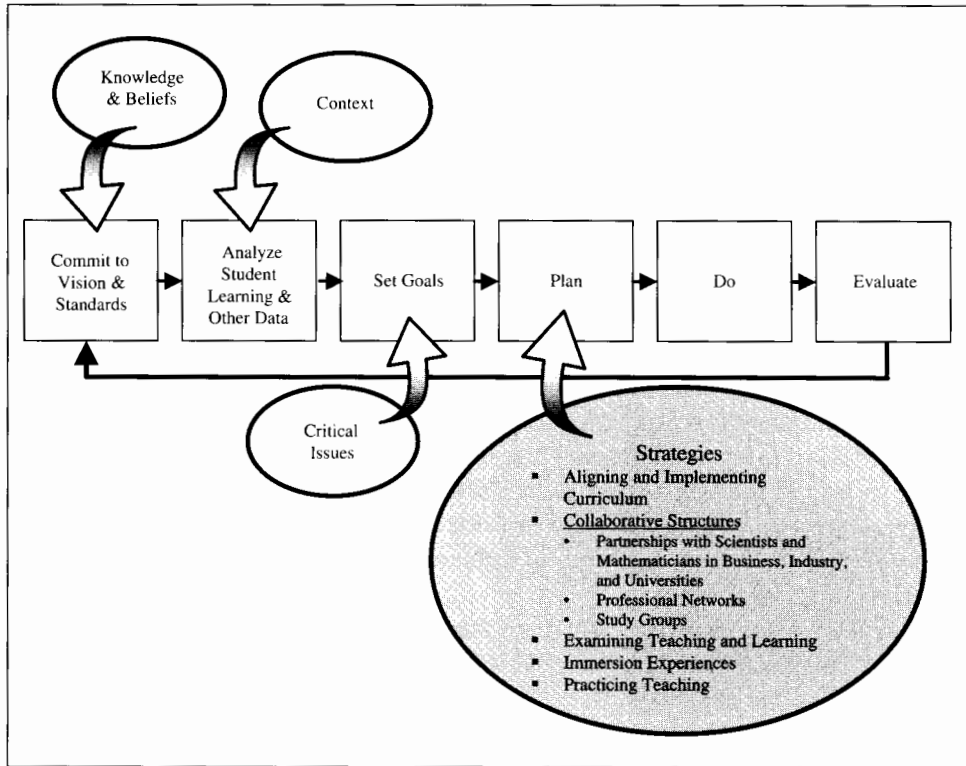 Knowledge
& Beliefs
Context
Commit to
Vision &
Standards
Analyze
Student
Learning &
Other Data
Set Goals
Plan
Do
Evaluate
Critical
Issues
Strategies
▪ Aligning and Implementing
Curriculum
▪ Collaborative Structures
• Partnerships with Scientists and
Mathematicians in Business, Industry,
and Universities
• Professional Networks
• Study Groups
▪ Examining Teaching and Learning
▪ Immersion Experiences
▪ Practicing Teaching